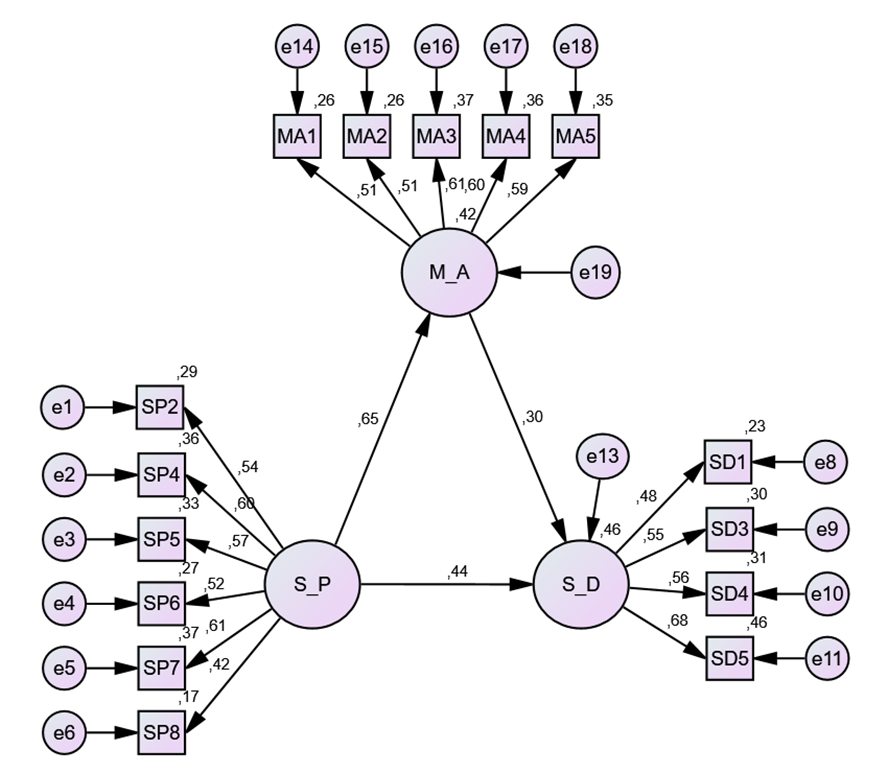 e14 e15 e16 e17 e18
,26 ,26 ,37 ,36 ,35
MA1 MA2 MA3 MA4 MA5
,51 ,51 ,61 ,60 ,59
,42
M_A e19
,29
e1 SP2
,65 ,30
,36 ,23
,54 e13 SD1 e8
e2 SP4
,60 ,48 ,30
,33 ,46 ,55 SD3 e9
e3 SP5 ,57
,27 ,52 ,31
S_P ,44 S_D ,56 SD4 e10
e4 SP6
,37 ,61 ,68 ,46
e5 SP7 ,42 SD5 e11
,17
e6 SP8